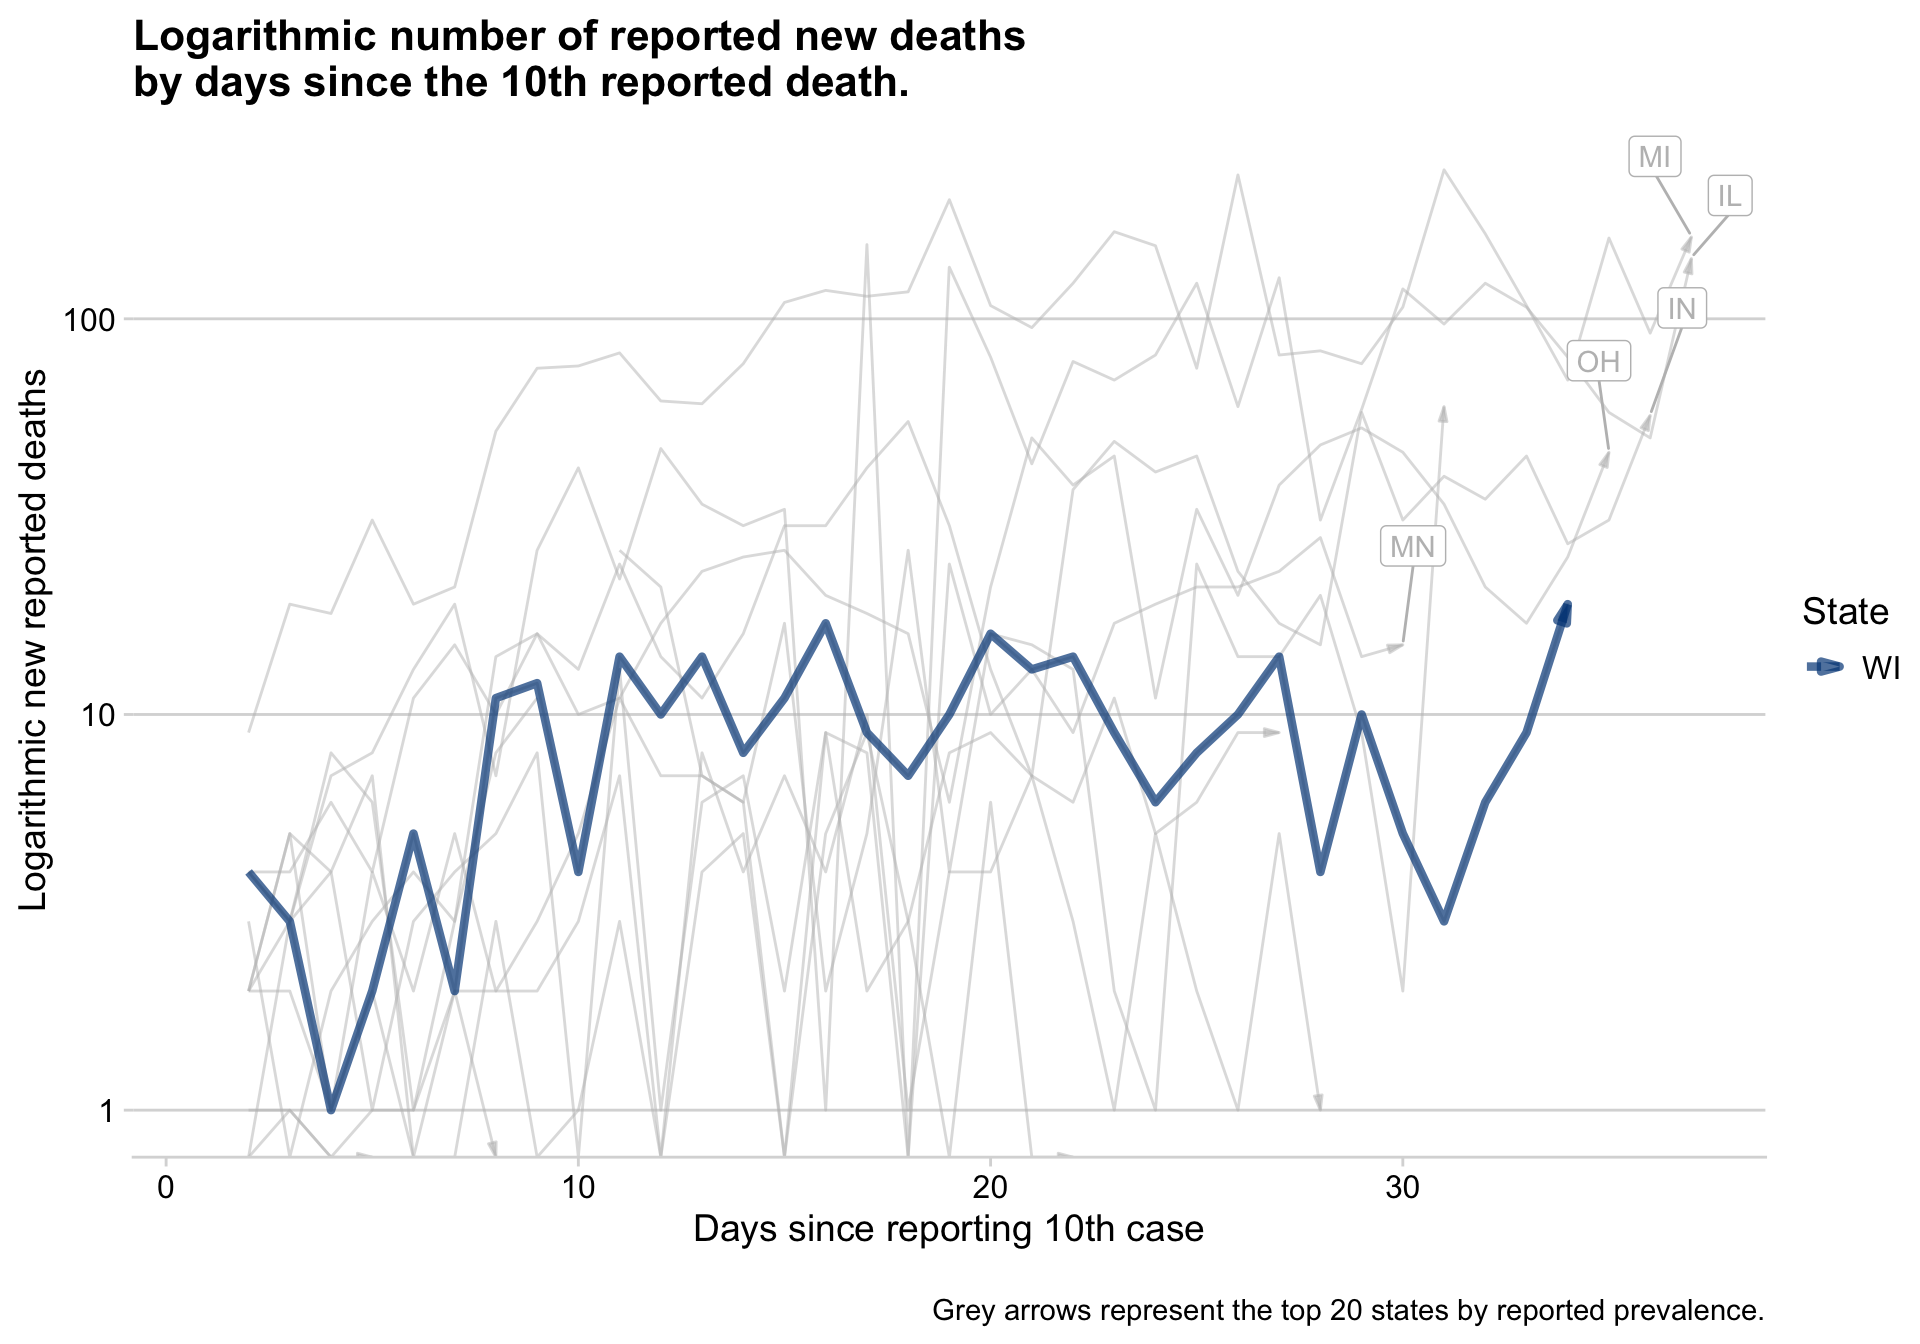 Logarithmic number of reported new deaths
by days since the 10th reported death.
MI
IL
IN
OH
MN
100
10
1
Logarithmic new reported deaths
State
WI
0
10
20
30
Days since reporting 10th case
Grey arrows represent the top 20 states by reported prevalence.